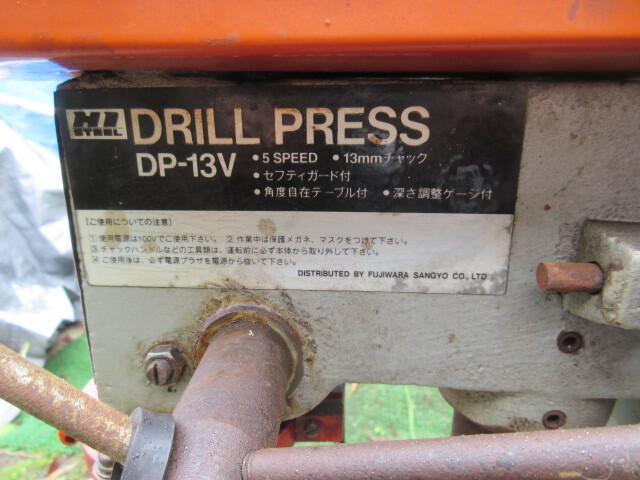 HI STEEL DRILL PRESS
DP-13V •5 SPEED •13mmチャック
•セフティガード付
•角度自在テーブル付 •深さ調整ゲージ付
【ご使用についての注意】
①使用電源は100Vでご使用下さい。 ②作業中は保護メガネ、マスクをつけて下さい。
③チャックハンドルなどの工具類は、運転前に必ず本体から取り外して下さい。
④ご使用後は、必ず電源プラグを電源から抜いて下さい。
DISTRIBUTED BY FUJIWARA SANGYO CO., LTD